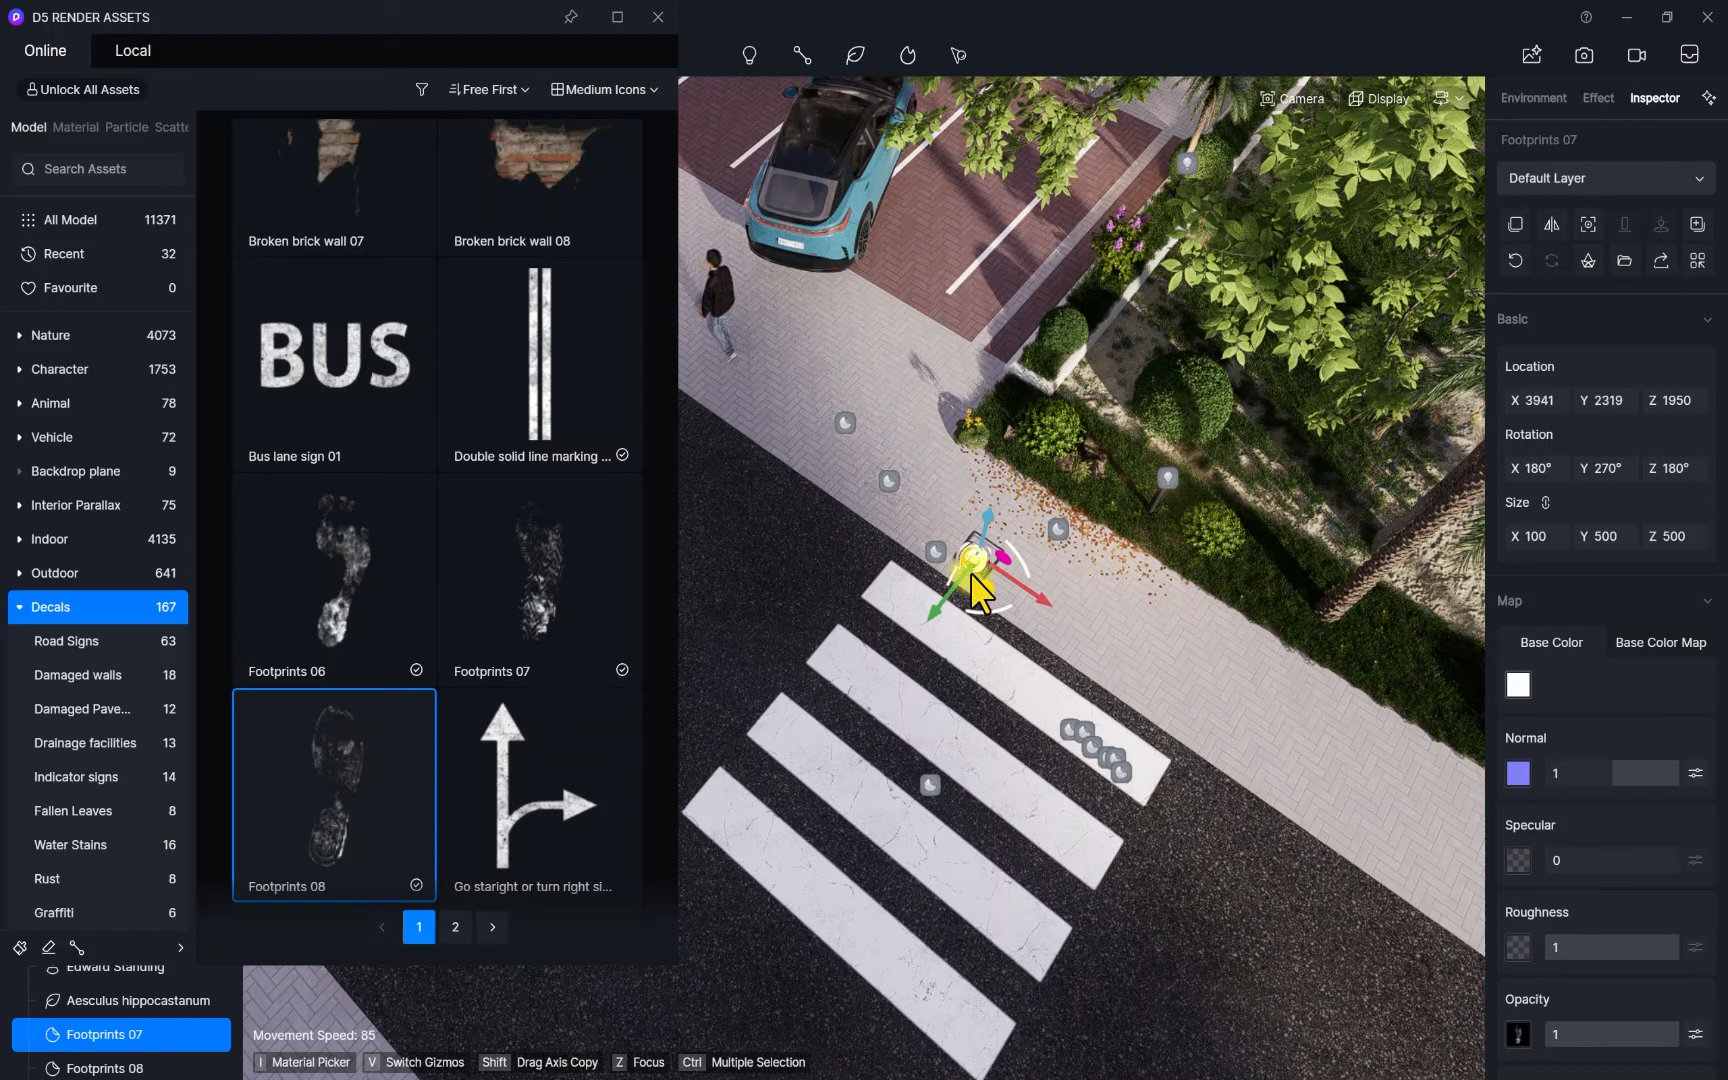 D5 RENDER ASSETS
Online Local
Unlock All Assets
Free First
Medium Icons
Model Material Particle Scatte
Search Assets
All Model 11371
Recent 32
Favourite 0
Nature 4073
Character 1753
Animal 78
Vehicle 72
Backdrop plane 9
Interior Parallax 75
Indoor 4135
Outdoor 641
Decals 167
Road Signs 63
Damaged walls 18
Damaged Pave... 12
Drainage facilities 13
Indicator signs 14
Fallen Leaves 8
Water Stains 16
Rust 8
Graffiti 6
Edward Standing
Aesculus hippocastanum
Footprints 07
Footprints 08
Broken brick wall 07
Broken brick wall 08
BUS
Bus lane sign 01
Double solid line marking ...
Footprints 06
Footprints 07
Footprints 08
Go staright or turn right si...
1 2
Camera Display
Movement Speed: 85
I Material Picker V Switch Gizmos Shift Drag Axis Copy Z Focus Ctrl Multiple Selection
Environment Effect Inspector
Footprints 07
Default Layer
Basic
Location
X 3941 Y 2319 Z 1950
Rotation
X 180° Y 270° Z 180°
Size
X 100 Y 500 Z 500
Map
Base Color Base Color Map
Normal
1
Specular
0
Roughness
1
Opacity
1